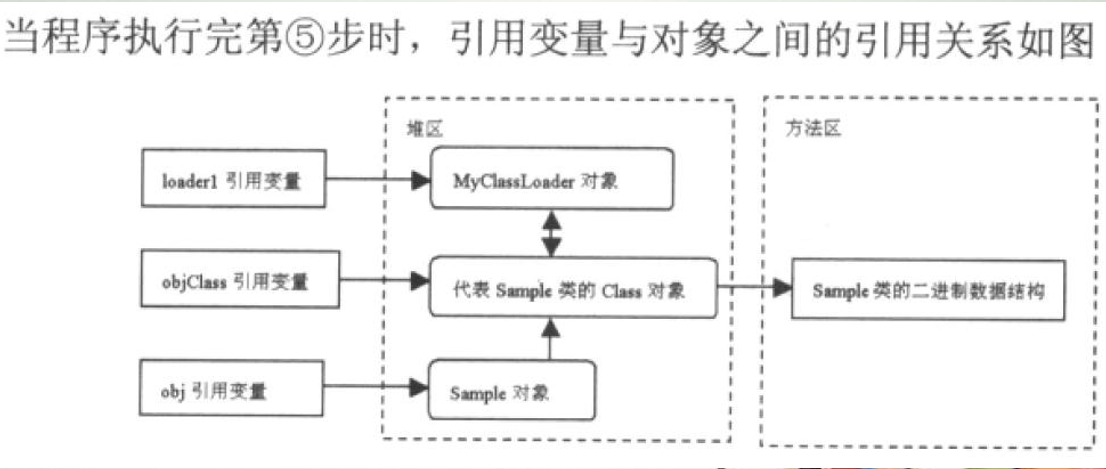 当程序执行完第⑤步时，引用变量与对象之间的引用关系如图
堆区
方法区
loader1 引用变量
MyClassLoader 对象
objClass 引用变量
代表 Sample 类的 Class 对象
Sample 类的二进制数据结构
obj 引用变量
Sample 对象